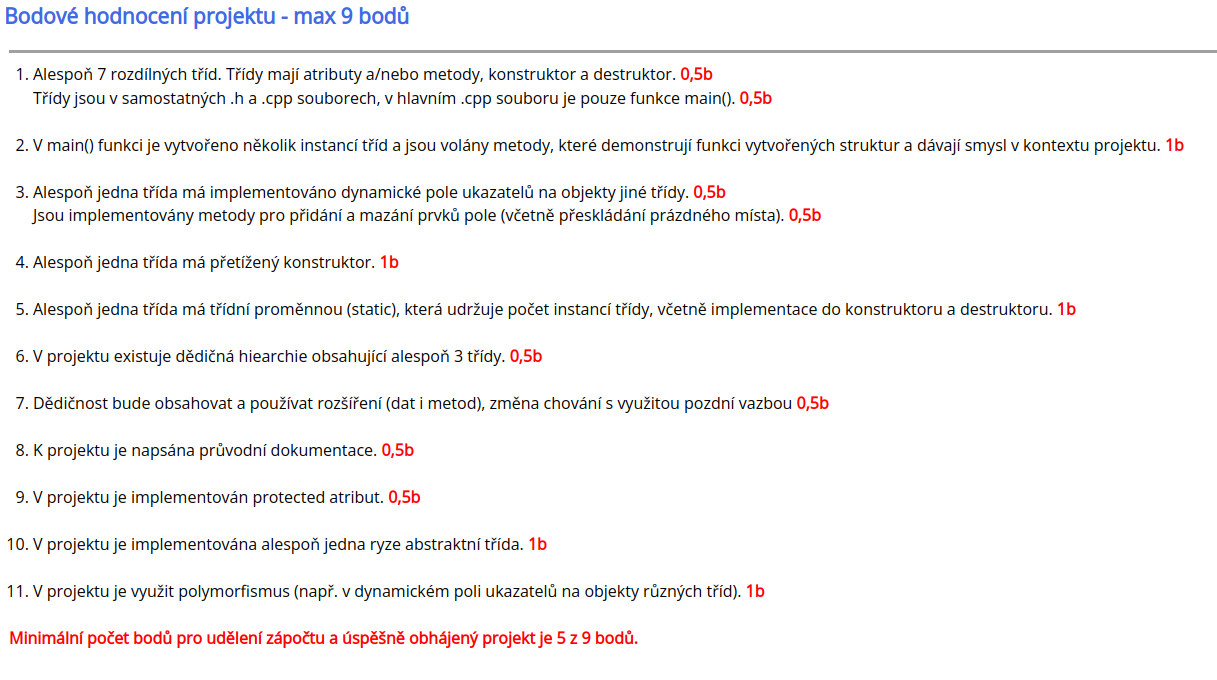 Bodové hodnocení projektu - max 9 bodů
1. Alespoň 7 rozdílných tříd. Třídy mají atributy a/nebo metody, konstruktor a destruktor. 0,5b
Třídy jsou v samostatných .h a .cpp souborech, v hlavním .cpp souboru je pouze funkce main(). 0,5b
2. V main() funkci je vytvořeno několik instancí tříd a jsou volány metody, které demonstrují funkci vytvořených struktur a dávají smysl v kontextu projektu. 1b
3. Alespoň jedna třída má implementováno dynamické pole ukazatelů na objekty jiné třídy. 0,5b
Jsou implementovány metody pro přidání a mazání prvků pole (včetně přeskládání prázdného místa). 0,5b
4. Alespoň jedna třída má přetížený konstruktor. 1b
5. Alespoň jedna třída má třídní proměnnou (static), která udržuje počet instancí třídy, včetně implementace do konstruktoru a destruktoru. 1b
6. V projektu existuje dědičná hiearchie obsahující alespoň 3 třídy. 0,5b
7. Dědičnost bude obsahovat a používat rozšíření (dat i metod), změna chování s využitou pozdní vazbou 0,5b
8. K projektu je napsána průvodní dokumentace. 0,5b
9. V projektu je implementován protected atribut. 0,5b
10. V projektu je implementována alespoň jedna ryze abstraktní třída. 1b
11. V projektu je využit polymorfismus (např. v dynamickém poli ukazatelů na objekty různých tříd). 1b
Minimální počet bodů pro udělení zápočtu a úspěšně obhájený projekt je 5 z 9 bodů.